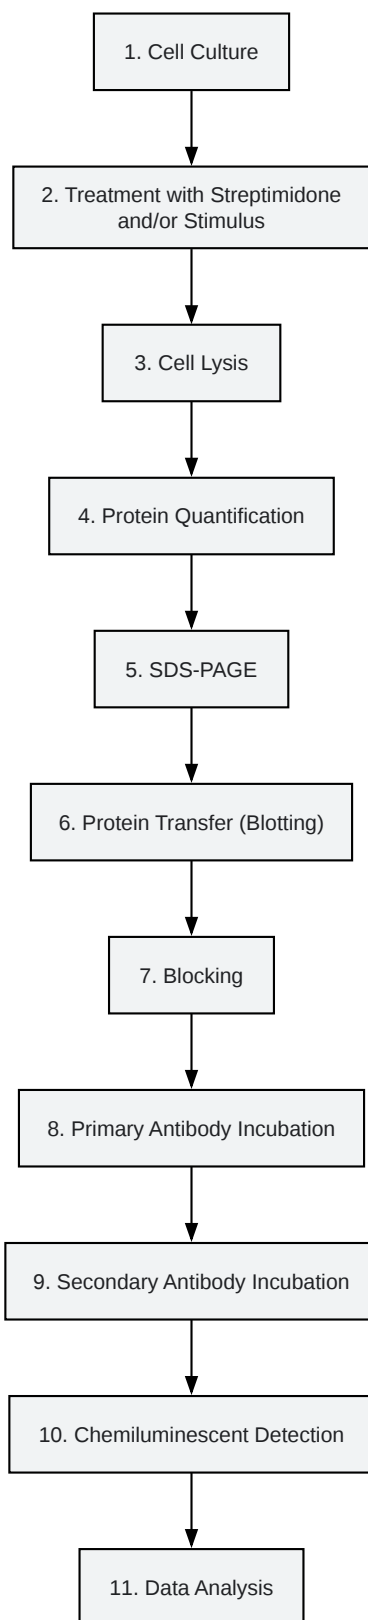 1. Cell Culture
2. Treatment with Streptimidone
and/or Stimulus
3. Cell Lysis
4. Protein Quantification
5. SDS-PAGE
6. Protein Transfer (Blotting)
7. Blocking
8. Primary Antibody Incubation
9. Secondary Antibody Incubation
10. Chemiluminescent Detection
11. Data Analysis